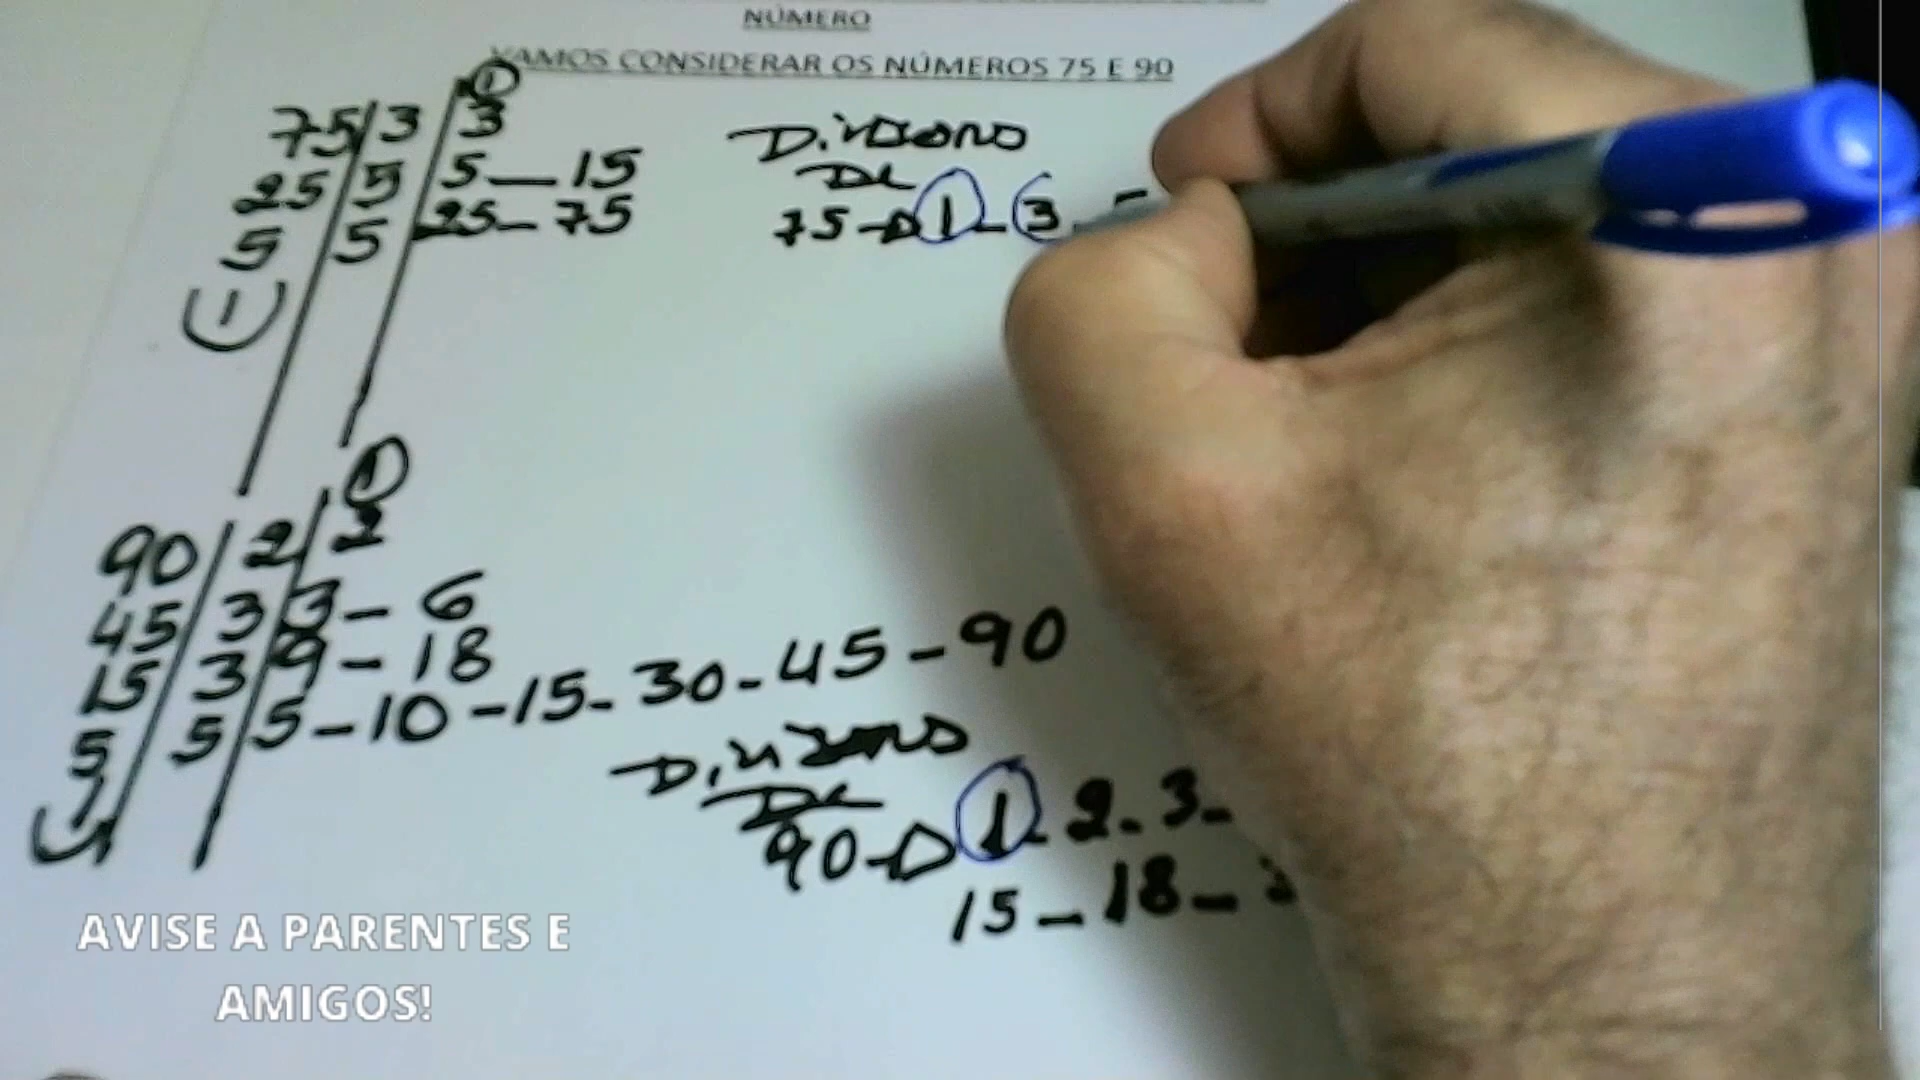 NÚMERO
VAMOS CONSIDERAR OS NÚMEROS 75 E 90
1
75 3 3
25 5 5 — 15
5 5 25 - 75
(1)
Divisores
De
75 → 1 - 3 -
1
90 2 2
45 3 3 - 6
15 3 9 - 18
5 5 5 - 10 - 15 - 30 - 45 - 90
1
Divisores
De
90 → 1 - 2 - 3 -
15 - 18 -
AVISE A PARENTES E
AMIGOS!